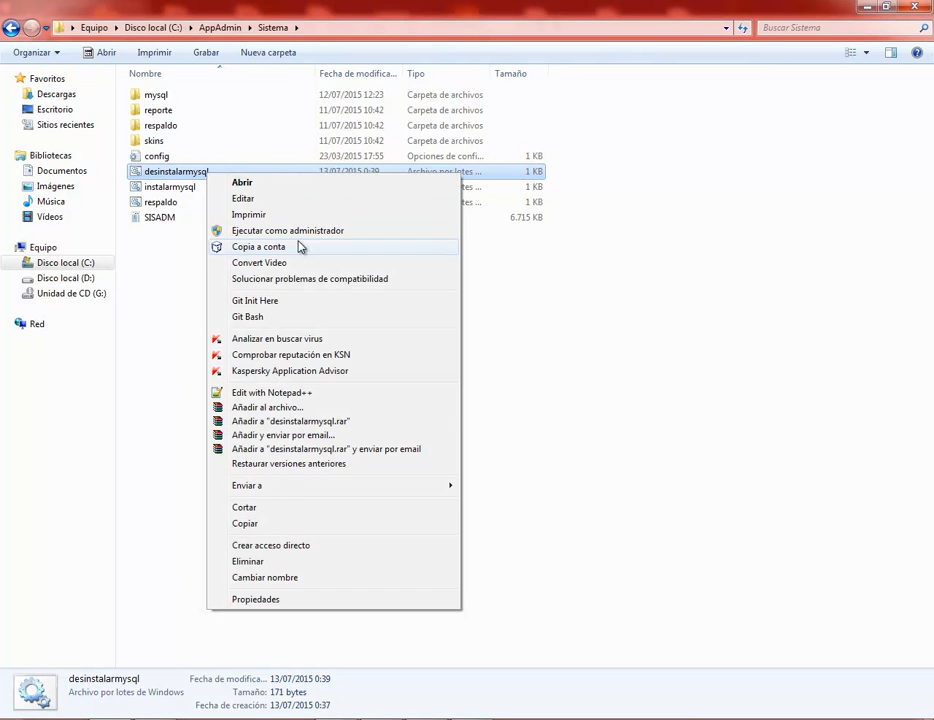 Equipo ▸ Disco local (C:) ▸ AppAdmin ▸ Sistema ▸
Buscar Sistema
Organizar Abrir Imprimir Grabar Nueva carpeta
Favoritos
Descargas
Escritorio
Sitios recientes
Bibliotecas
Documentos
Imágenes
Música
Vídeos
Equipo
Disco local (C:)
Disco local (D:)
Unidad de CD (G:)
Red
Nombre Fecha de modifica... Tipo Tamaño
mysql 12/07/2015 12:23 Carpeta de archivos
reporte 11/07/2015 10:42 Carpeta de archivos
respaldo 11/07/2015 10:42 Carpeta de archivos
skins 11/07/2015 10:42 Carpeta de archivos
config 23/03/2015 17:55 Opciones de confi... 1 KB
desinstalarmysql 13/07/2015 0:39 Archivo por lotes ... 1 KB
instalarmysql lotes ... 1 KB
respaldo lotes ... 1 KB
SISADM 6.715 KB
Abrir
Editar
Imprimir
Ejecutar como administrador
Copia a conta
Convert Video
Solucionar problemas de compatibilidad
Git Init Here
Git Bash
Analizar en buscar virus
Comprobar reputación en KSN
Kaspersky Application Advisor
Edit with Notepad++
Añadir al archivo...
Añadir a "desinstalarmysql.rar"
Añadir y enviar por email...
Añadir a "desinstalarmysql.rar" y enviar por email
Restaurar versiones anteriores
Enviar a
Cortar
Copiar
Crear acceso directo
Eliminar
Cambiar nombre
Propiedades
desinstalarmysql Fecha de modifica... 13/07/2015 0:39
Archivo por lotes de Windows Tamaño: 171 bytes
Fecha de creación: 13/07/2015 0:37